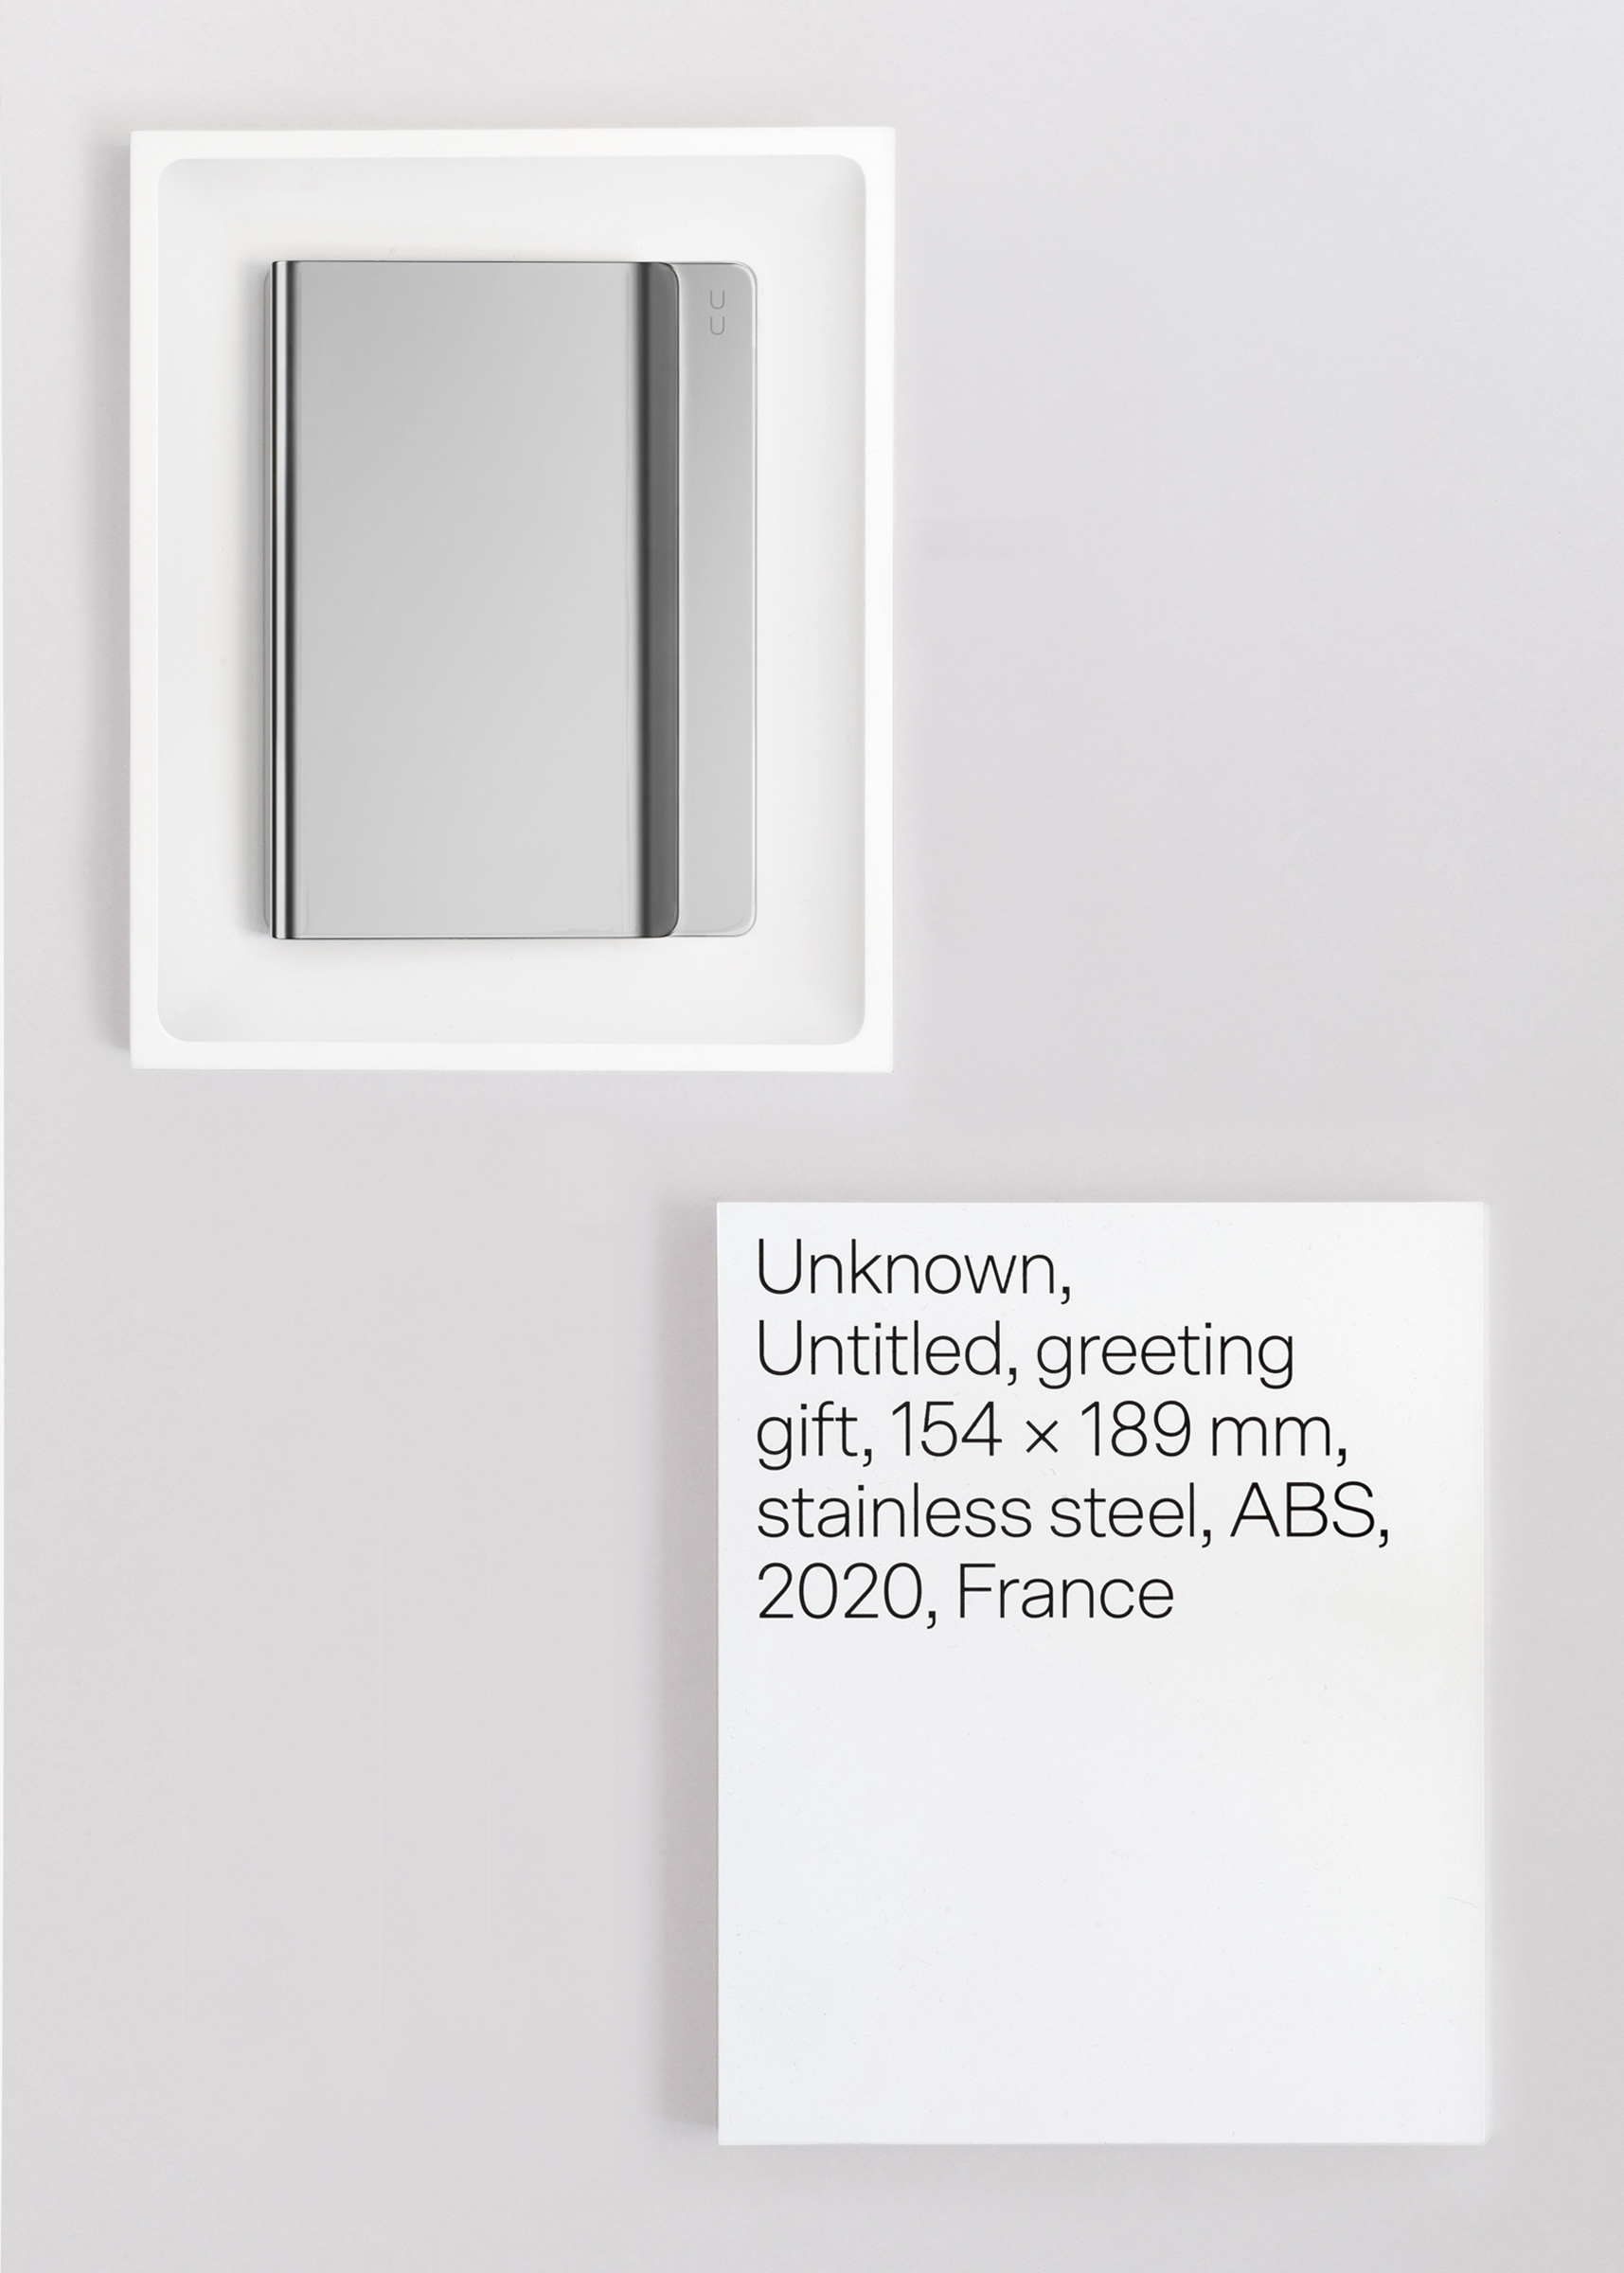 U
U
Unknown,
Untitled, greeting
gift, 154 × 189 mm,
stainless steel, ABS,
2020, France